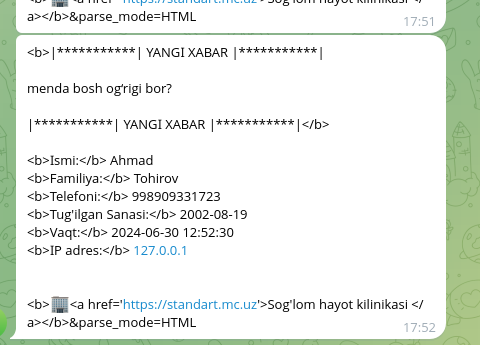 <b>🏢<a href='https://standart.mc.uz'>Sog'lom hayot kilinikasi </
a></b>&parse_mode=HTML
17:51
<b>|***********| YANGI XABAR |***********|
menda bosh og'rigi bor?
|***********| YANGI XABAR |***********|</b>
<b>Ismi:</b> Ahmad
<b>Familiya:</b> Tohirov
<b>Telefoni:</b> 998909331723
<b>Tug'ilgan Sanasi:</b> 2002-08-19
<b>Vaqt:</b> 2024-06-30 12:52:30
<b>IP adres:</b> 127.0.0.1
<b>🏢<a href='https://standart.mc.uz'>Sog'lom hayot kilinikasi </
a></b>&parse_mode=HTML
17:52